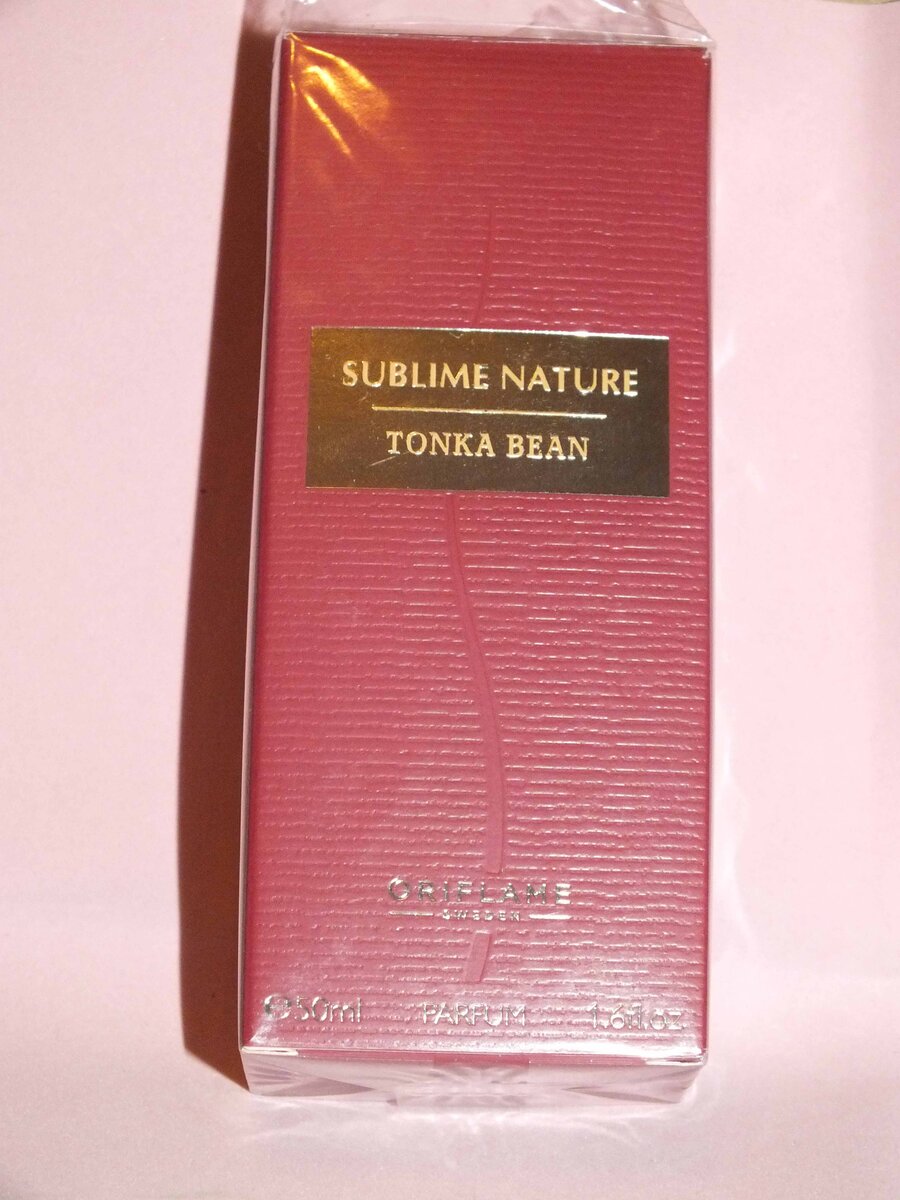 SUBLIME NATURE
TONKA BEAN
ORIFLAME
SWEDEN
℮50ml PARFUM 1.6fl.oz.